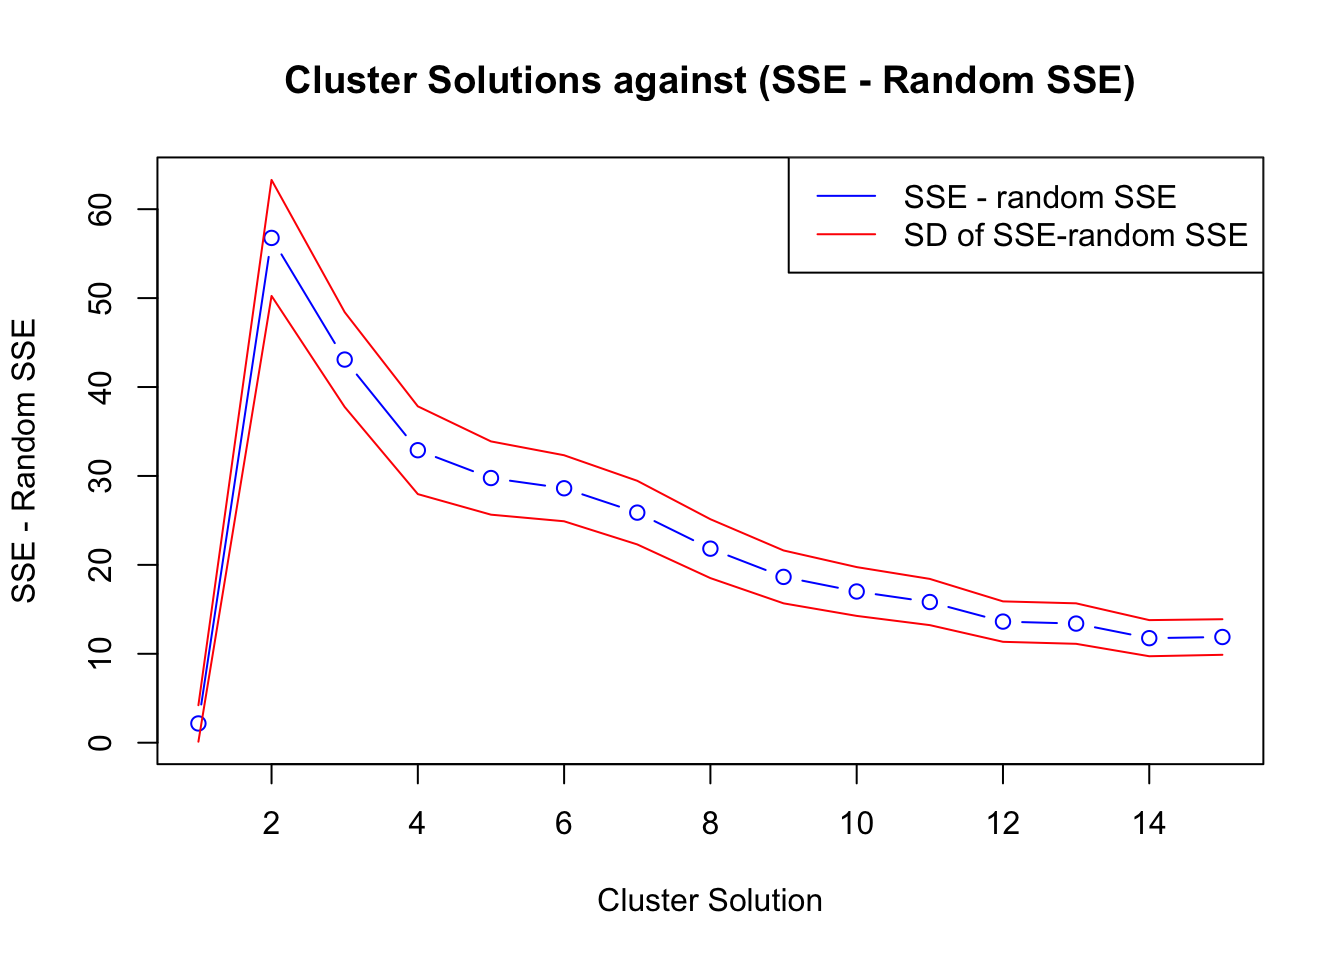 Cluster Solutions against (SSE - Random SSE)
SSE - random SSE
SD of SSE-random SSE
SSE - Random SSE
60
50
40
30
20
10
0
2 4 6 8 10 12 14
Cluster Solution